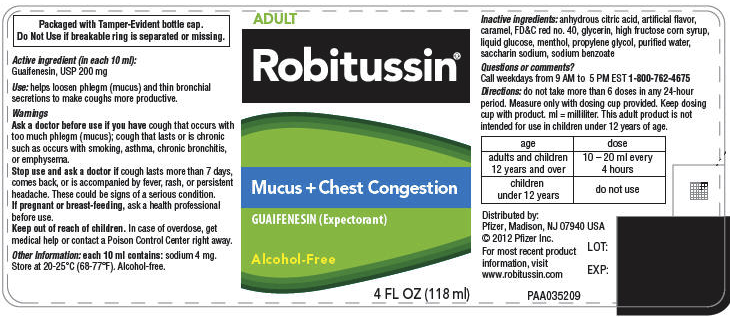 Packaged with Tamper-Evident bottle cap.
Do Not Use if breakable ring is separated or missing.
Active ingredient (in each 10 ml):
Guaifenesin, USP 200 mg
Use: helps loosen phlegm (mucus) and thin bronchial
secretions to make coughs more productive.
Warnings
Ask a doctor before use if you have cough that occurs with
too much phlegm (mucus); cough that lasts or is chronic
such as occurs with smoking, asthma, chronic bronchitis,
or emphysema.
Stop use and ask a doctor if cough lasts more than 7 days,
comes back, or is accompanied by fever, rash, or persistent
headache. These could be signs of a serious condition.
If pregnant or breast-feeding, ask a health professional
before use.
Keep out of reach of children. In case of overdose, get
medical help or contact a Poison Control Center right away.
Other Information: each 10 ml contains: sodium 4 mg.
Store at 20-25°C (68-77°F). Alcohol-free.
ADULT
Robitussin®
Mucus + Chest Congestion
GUAIFENESIN (Expectorant)
Alcohol-Free
4 FL OZ (118 ml)
Inactive ingredients: anhydrous citric acid, artificial flavor,
caramel, FD&C red no. 40, glycerin, high fructose corn syrup,
liquid glucose, menthol, propylene glycol, purified water,
saccharin sodium, sodium benzoate
Questions or comments?
Call weekdays from 9 AM to 5 PM EST 1-800-762-4675
Directions: do not take more than 6 doses in any 24-hour
period. Measure only with dosing cup provided. Keep dosing
cup with product. ml = milliliter. This adult product is not
intended for use in children under 12 years of age.
age dose
adults and children 10 – 20 ml every
12 years and over 4 hours
children do not use
under 12 years
Distributed by:
Pfizer, Madison, NJ 07940 USA
© 2012 Pfizer Inc.
For most recent product
information, visit
www.robitussin.com
LOT:
EXP:
PAA035209